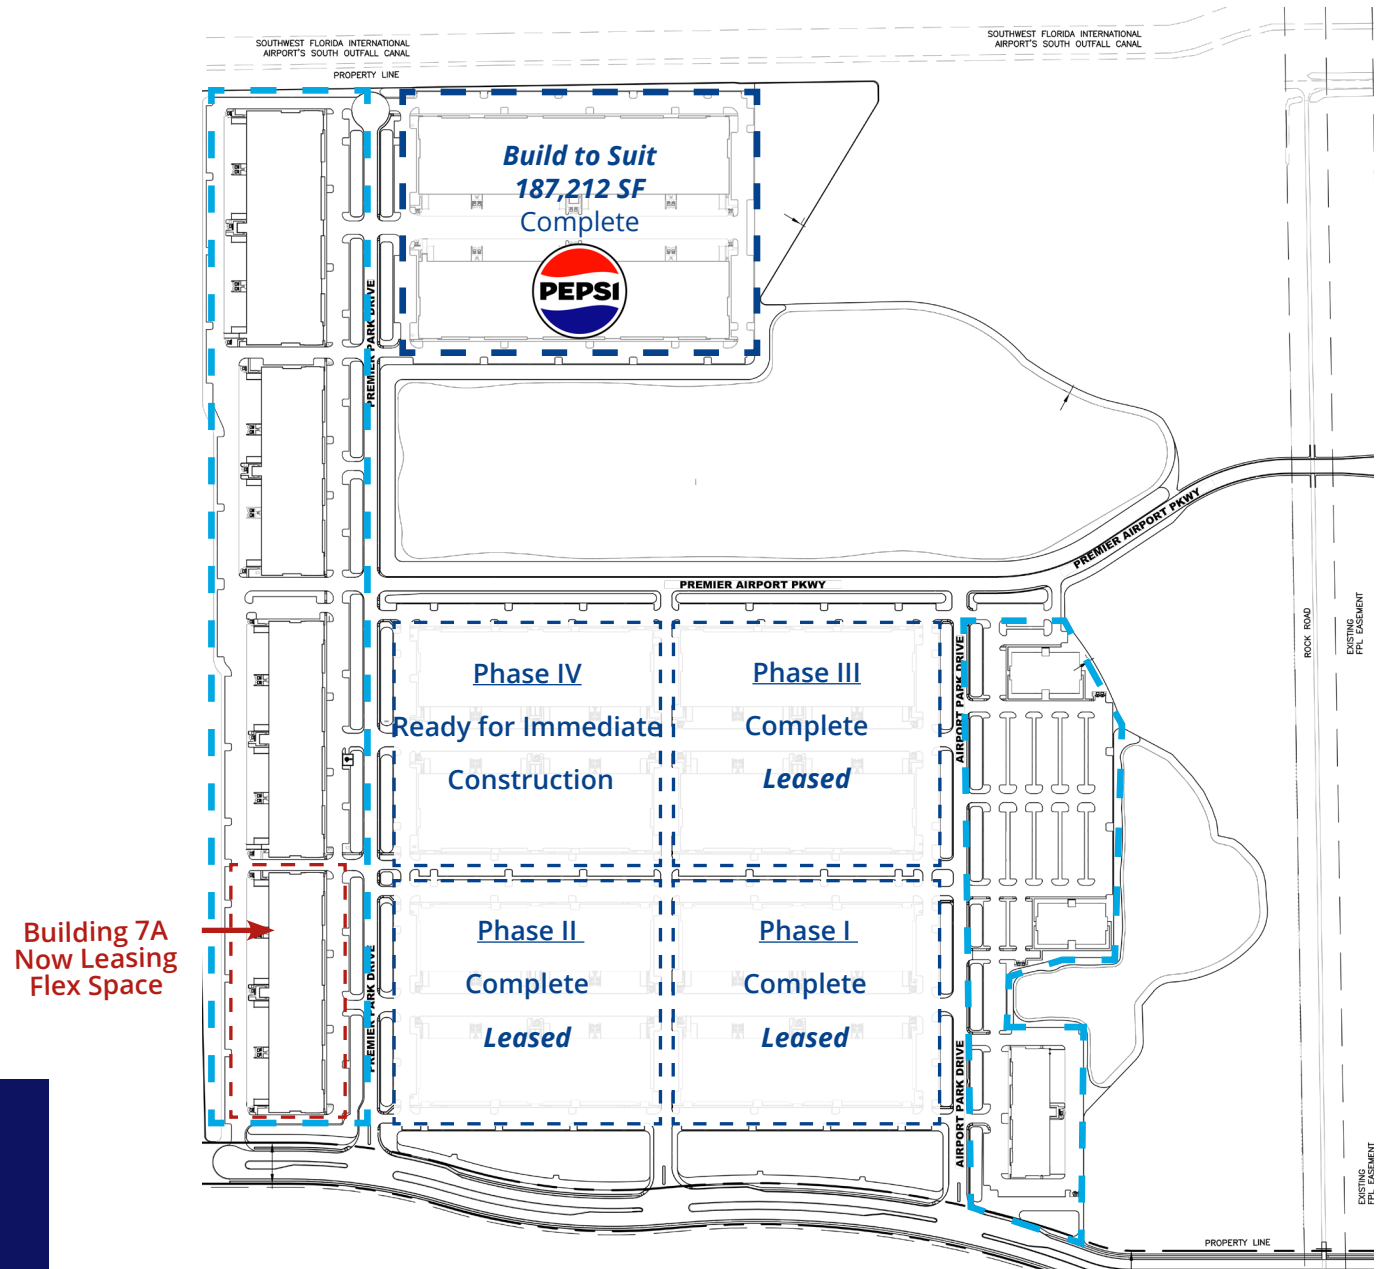 SOUTHWEST FLORIDA INTERNATIONAL
AIRPORT'S SOUTH OUTFALL CANAL
SOUTHWEST FLORIDA INTERNATIONAL
AIRPORT'S SOUTH OUTFALL CANAL
PROPERTY LINE
Build to Suit
187,212 SF
Complete
PEPSI
PREMIER PARK DRIVE
PREMIER AIRPORT PKWY
PREMIER AIRPORT PKWY
ROCK ROAD
EXISTING
FPL EASEMENT
AIRPORT PARK DRIVE
Phase IV
Ready for Immediate
Construction
Phase III
Complete
Leased
Building 7A
Now Leasing
Flex Space
PREMIER PARK DRIVE
Phase II
Complete
Leased
Phase I
Complete
Leased
AIRPORT PARK DRIVE
EXISTING
FPL EASEMENT
PROPERTY LINE